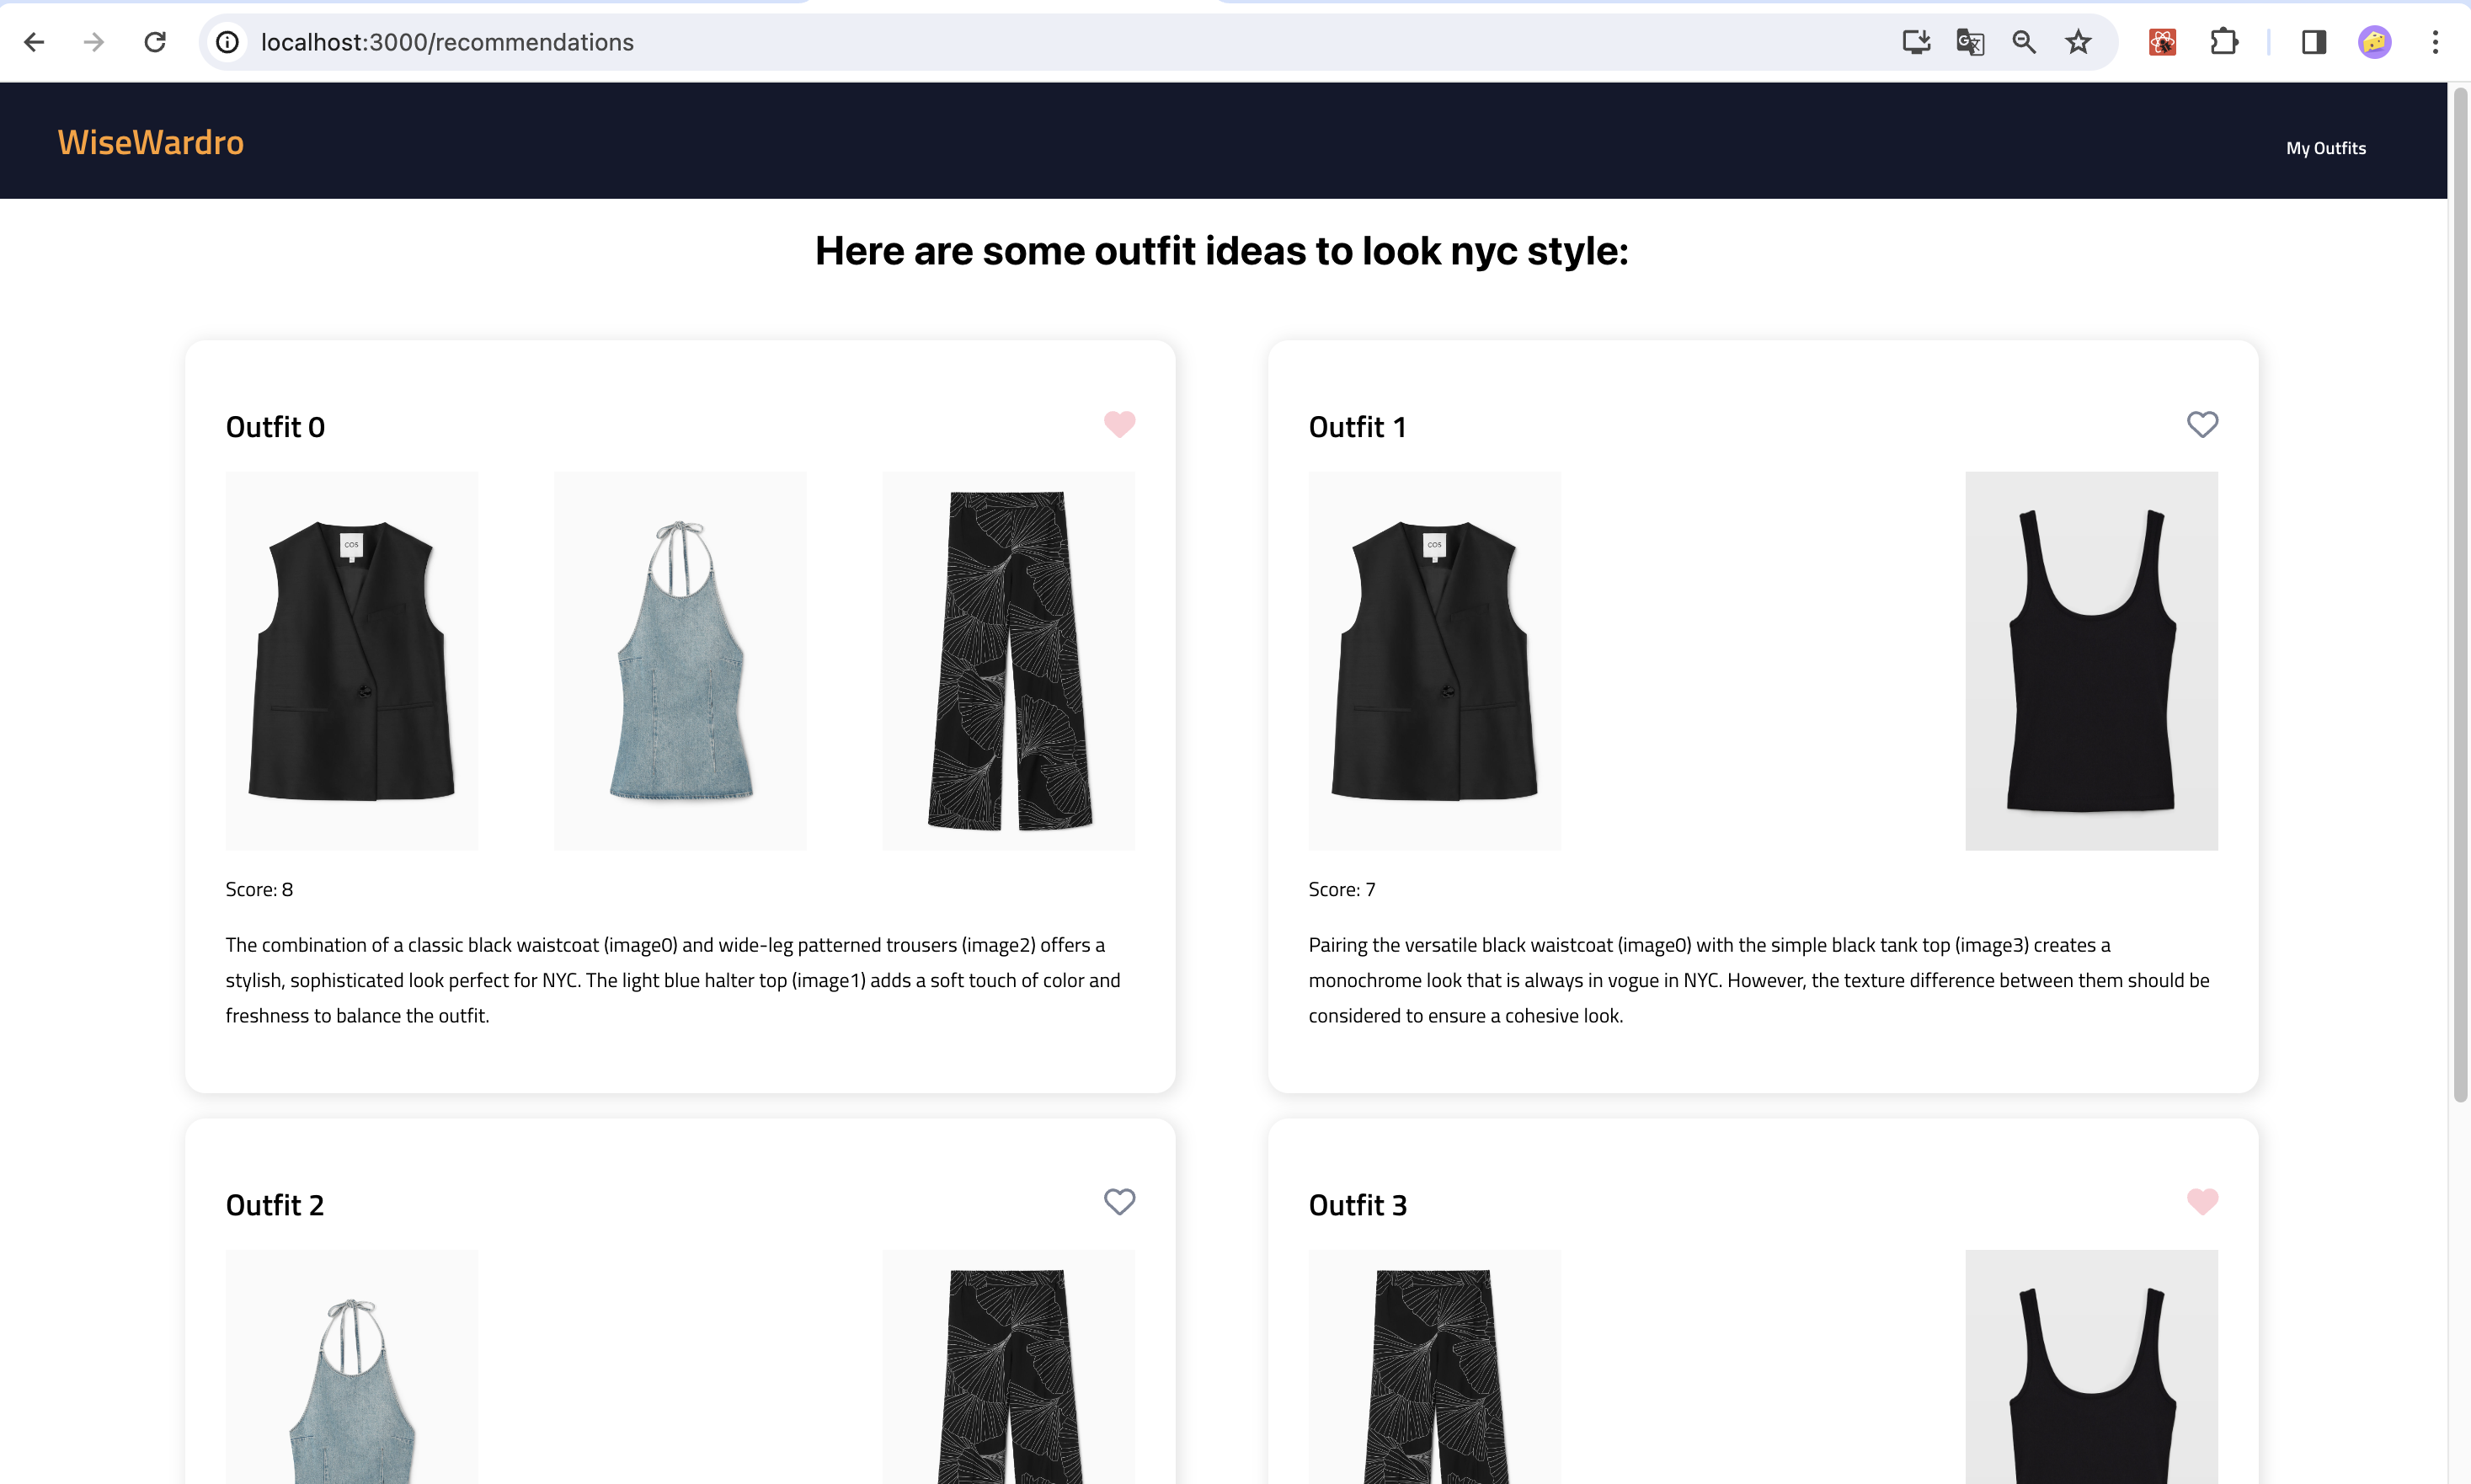 localhost:3000/recommendations
WiseWardro
My Outfits
Here are some outfit ideas to look nyc style:
Outfit 0
COS
Score: 8
The combination of a classic black waistcoat (image0) and wide-leg patterned trousers (image2) offers a
stylish, sophisticated look perfect for NYC. The light blue halter top (image1) adds a soft touch of color and
freshness to balance the outfit.
Outfit 1
COS
Score: 7
Pairing the versatile black waistcoat (image0) with the simple black tank top (image3) creates a
monochrome look that is always in vogue in NYC. However, the texture difference between them should be
considered to ensure a cohesive look.
Outfit 2
Outfit 3